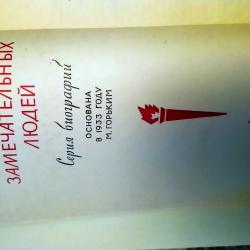 ЗАМЕЧАТЕЛЬНЫХ
ЛЮДЕЙ
Серия биографий
ОСНОВАНА
В 1933 ГОДУ
М. ГОРЬКИМ